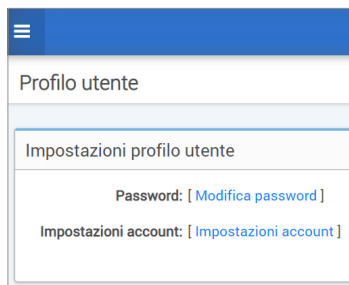 Profilo utente
Impostazioni profilo utente
Password: [ Modifica password ]
Impostazioni account: [ Impostazioni account ]